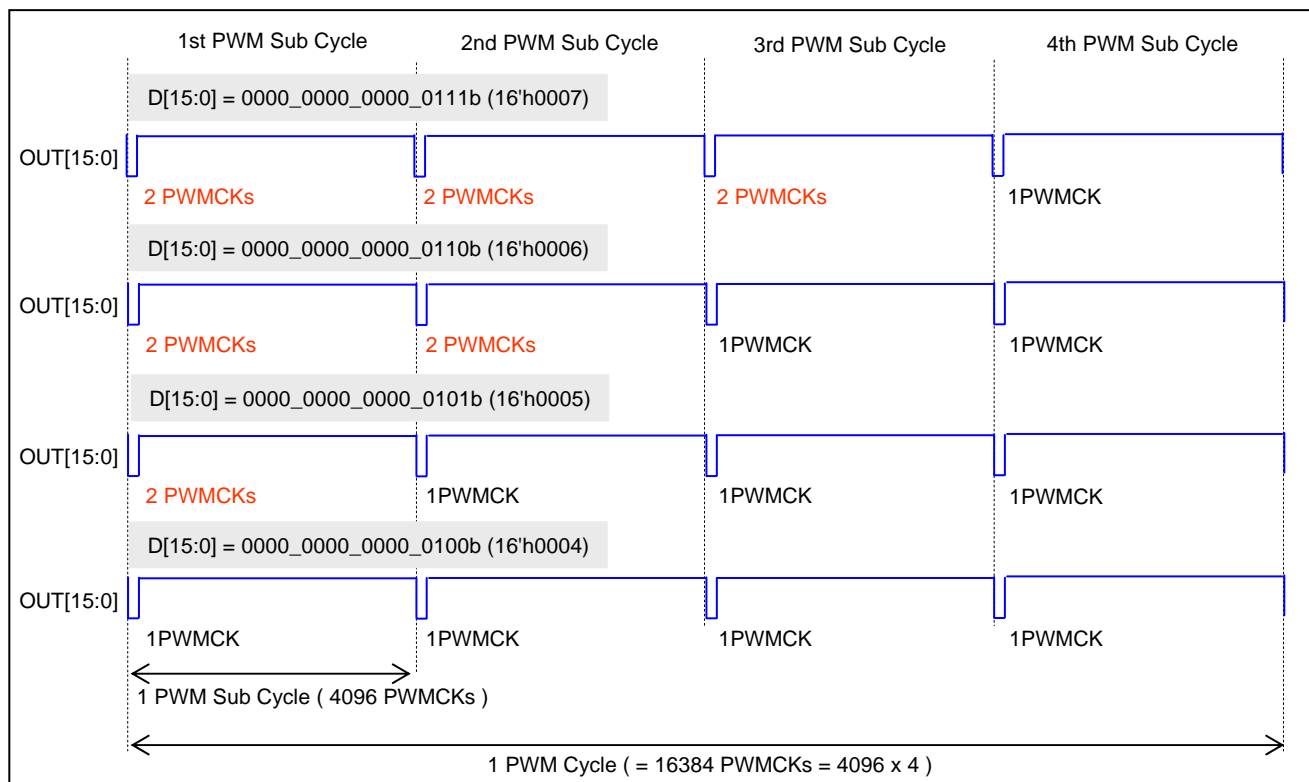 1st PWM Sub Cycle 2nd PWM Sub Cycle 3rd PWM Sub Cycle 4th PWM Sub Cycle
D[15:0] = 0000_0000_0000_0111b (16'h0007)
OUT[15:0]
2 PWMCKs 2 PWMCKs 2 PWMCKs 1PWMCK
D[15:0] = 0000_0000_0000_0110b (16'h0006)
OUT[15:0]
2 PWMCKs 2 PWMCKs 1PWMCK 1PWMCK
D[15:0] = 0000_0000_0000_0101b (16'h0005)
OUT[15:0]
2 PWMCKs 1PWMCK 1PWMCK 1PWMCK
D[15:0] = 0000_0000_0000_0100b (16'h0004)
OUT[15:0]
1PWMCK 1PWMCK 1PWMCK 1PWMCK
1 PWM Sub Cycle ( 4096 PWMCKs )
1 PWM Cycle ( = 16384 PWMCKs = 4096 x 4 )